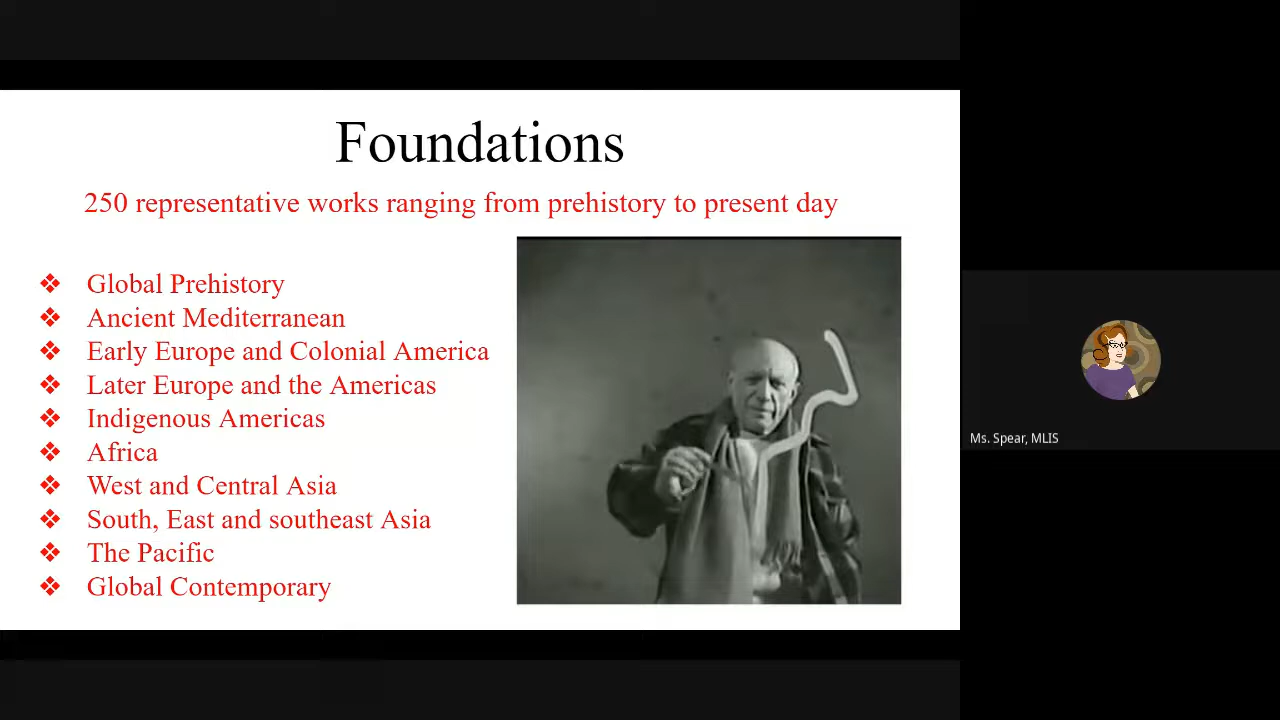 Foundations
250 representative works ranging from prehistory to present day
❖ Global Prehistory
❖ Ancient Mediterranean
❖ Early Europe and Colonial America
❖ Later Europe and the Americas
❖ Indigenous Americas
❖ Africa
❖ West and Central Asia
❖ South, East and southeast Asia
❖ The Pacific
❖ Global Contemporary
Ms. Spear, MLIS